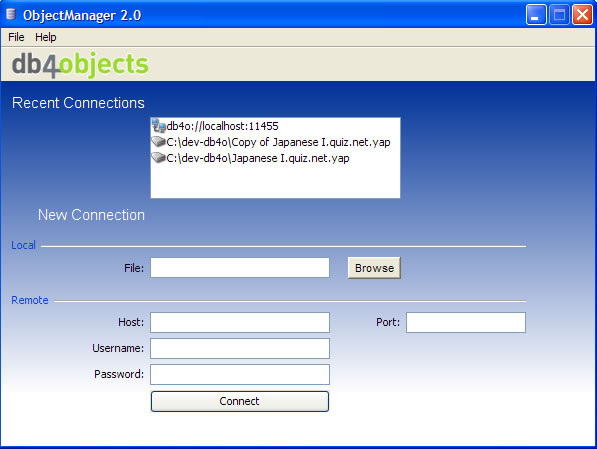 ObjectManager 2.0
File Help
db4objects
Recent Connections
db4o://localhost:11455
C:\dev-db4o\Copy of Japanese I.quiz.net.yap
C:\dev-db4o\Japanese I.quiz.net.yap
New Connection
Local
File: Browse
Remote
Host: Port:
Username:
Password:
Connect